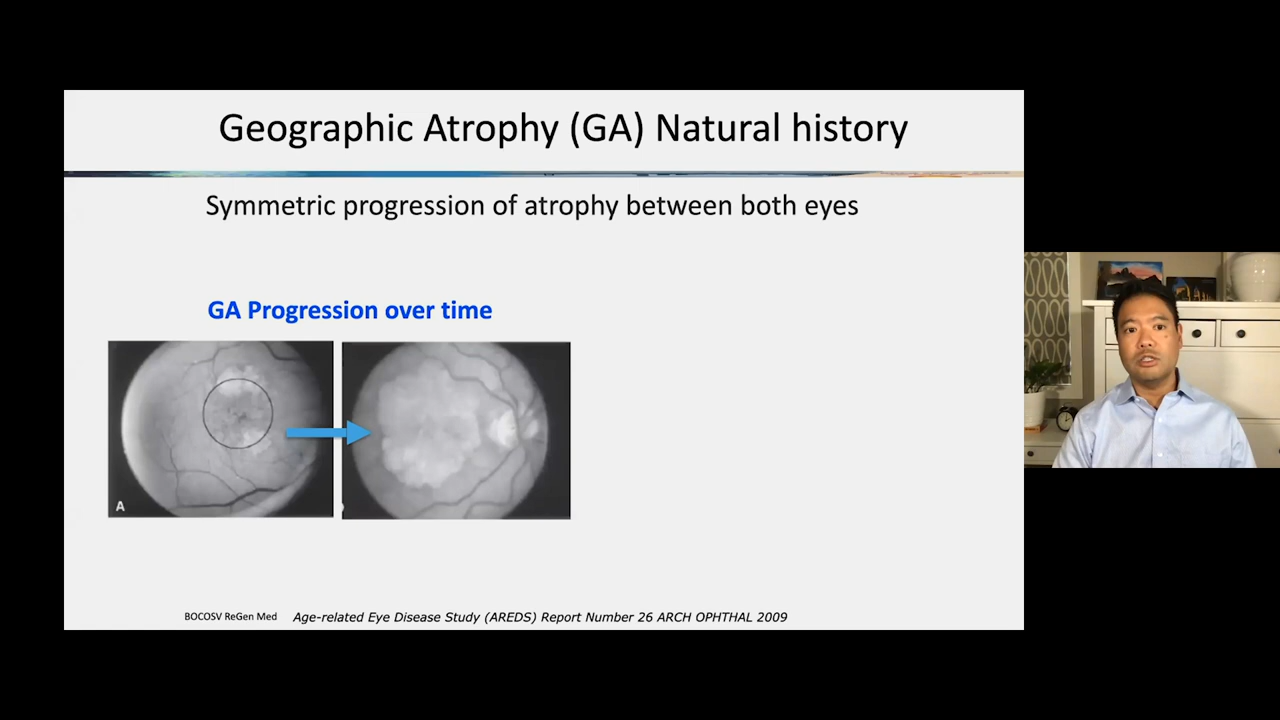 Geographic Atrophy (GA) Natural history
Symmetric progression of atrophy between both eyes
GA Progression over time
A
BOCOSV ReGen Med
Age-related Eye Disease Study (AREDS) Report Number 26 ARCH OPHTHAL 2009